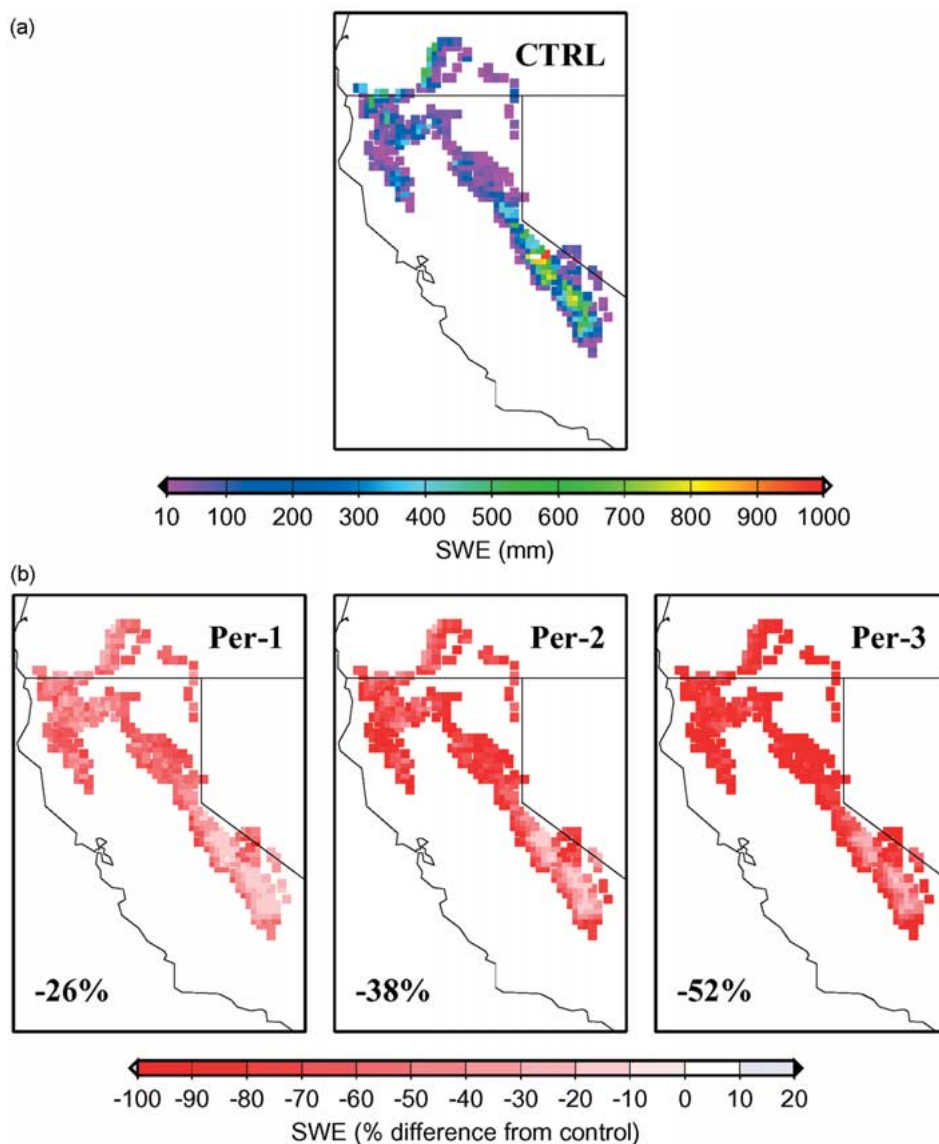 (a)
CTRL
10 100 200 300 400 500 600 700 800 900 1000
SWE (mm)
(b)
Per-1 Per-2 Per-3
-26% -38% -52%
-100 -90 -80 -70 -60 -50 -40 -30 -20 -10 0 10 20
SWE (% difference from control)